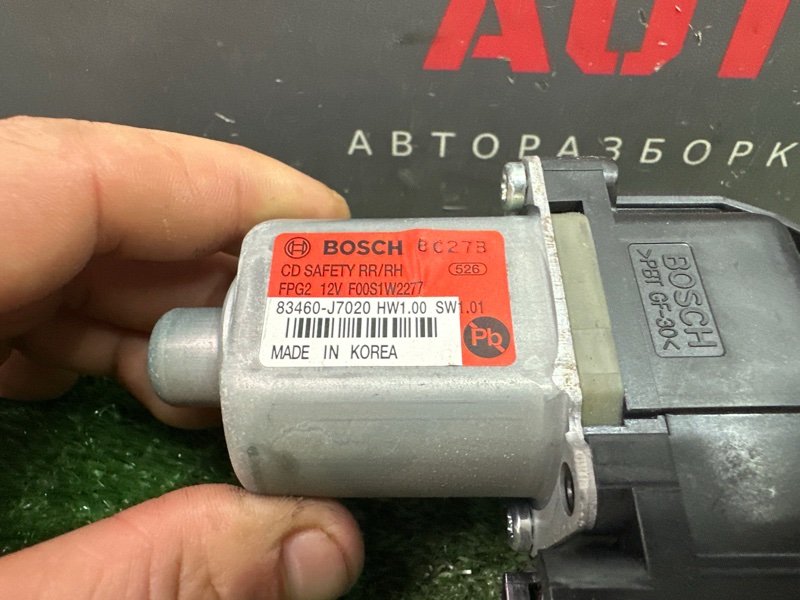 АВТОРАЗБОРК
BOSCH 8C27B
CD SAFETY RR/RH 526
FPG2 12V F00S1W2277
83460-J7020 HW1.00 SW1.01
Pb
MADE IN KOREA
BOSCH
>PBT GF-30<